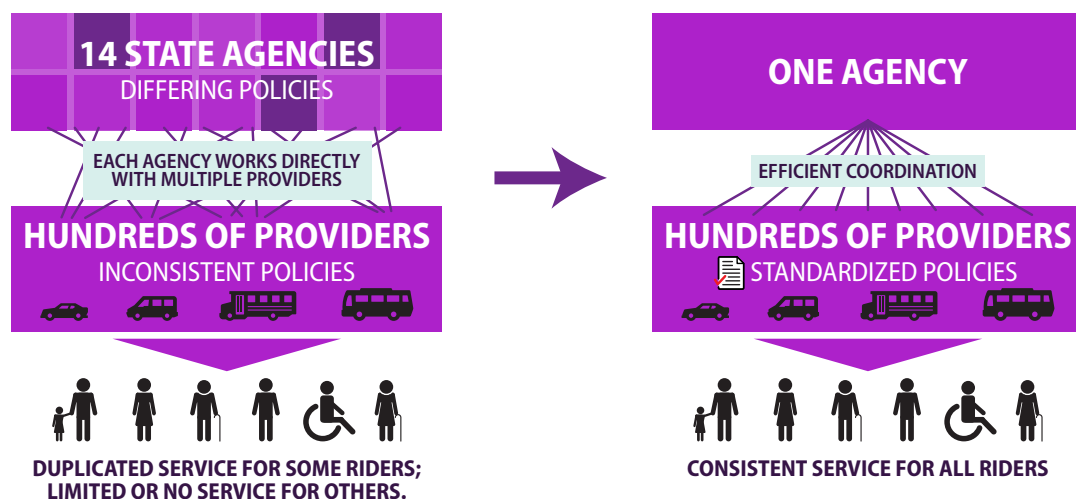 14 STATE AGENCIES
DIFFERING POLICIES
EACH AGENCY WORKS DIRECTLY
WITH MULTIPLE PROVIDERS
HUNDREDS OF PROVIDERS
INCONSISTENT POLICIES
DUPLICATED SERVICE FOR SOME RIDERS;
LIMITED OR NO SERVICE FOR OTHERS.
ONE AGENCY
EFFICIENT COORDINATION
HUNDREDS OF PROVIDERS
STANDARDIZED POLICIES
CONSISTENT SERVICE FOR ALL RIDERS